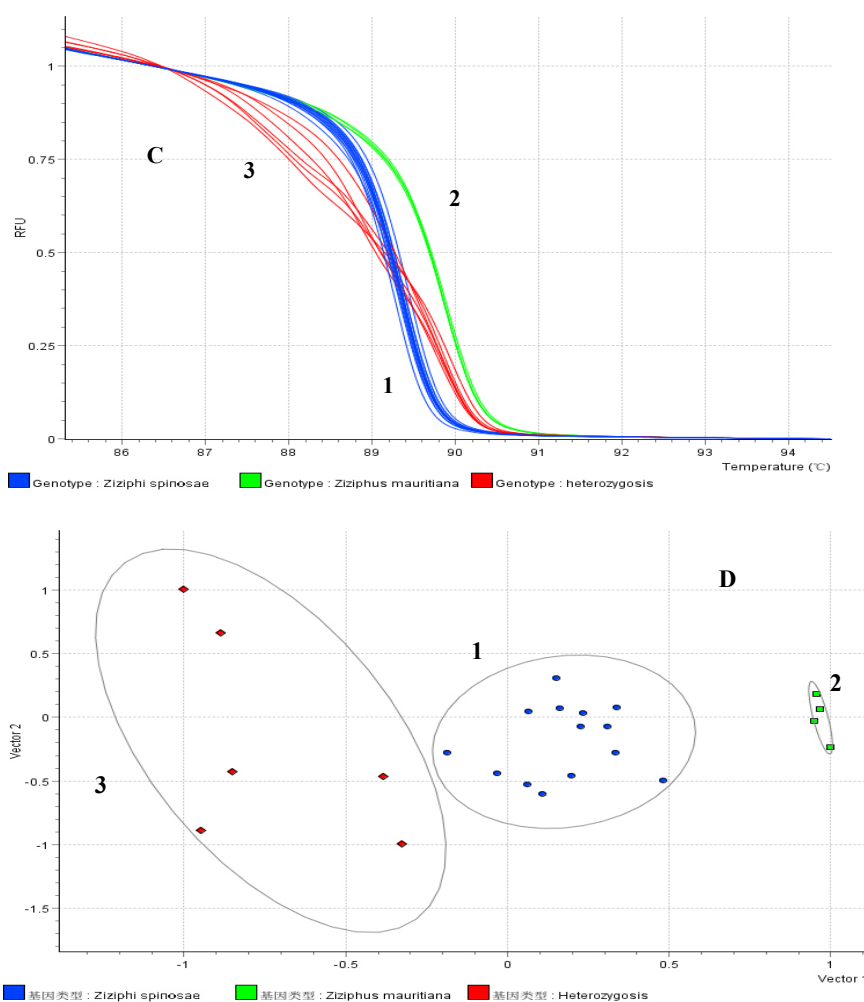 1
0.75
0.5
0.25
0
RFU
C
3
2
1
86 87 88 89 90 91 92 93 94
Temperature (℃)
Genotype : Ziziphi spinosae Genotype : Ziziphus mauritiana Genotype : heterozygosis
D
1
2
3
1
0.5
0
-0.5
-1
-1.5
Vector 2
-1 -0.5 0 0.5 1
Vector 1
基因类型 : Ziziphi spinosae 基因类型 : Ziziphus mauritiana 基因类型 : Heterozygosis